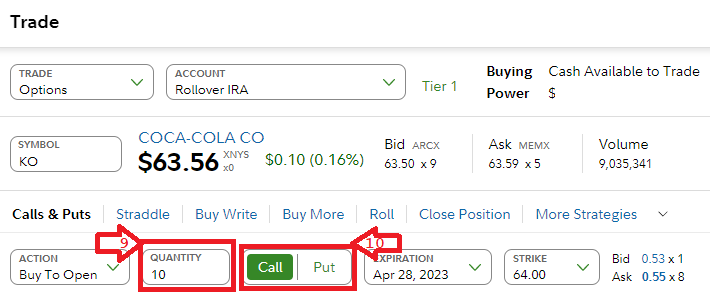 Trade
TRADE
Options
ACCOUNT
Rollover IRA
Tier 1
Buying Power
Cash Available to Trade
$
SYMBOL
KO
COCA-COLA CO
$63.56 XNYS x0 $0.10 (0.16%)
Bid ARCX
63.50 x 9
Ask MEMX
63.59 x 5
Volume
9,035,341
Calls & Puts Straddle Buy Write Buy More Roll Close Position More Strategies
9
10
ACTION
Buy To Open
QUANTITY
10
Call Put
EXPIRATION
Apr 28, 2023
STRIKE
64.00
Bid 0.53 x 1
Ask 0.55 x 8